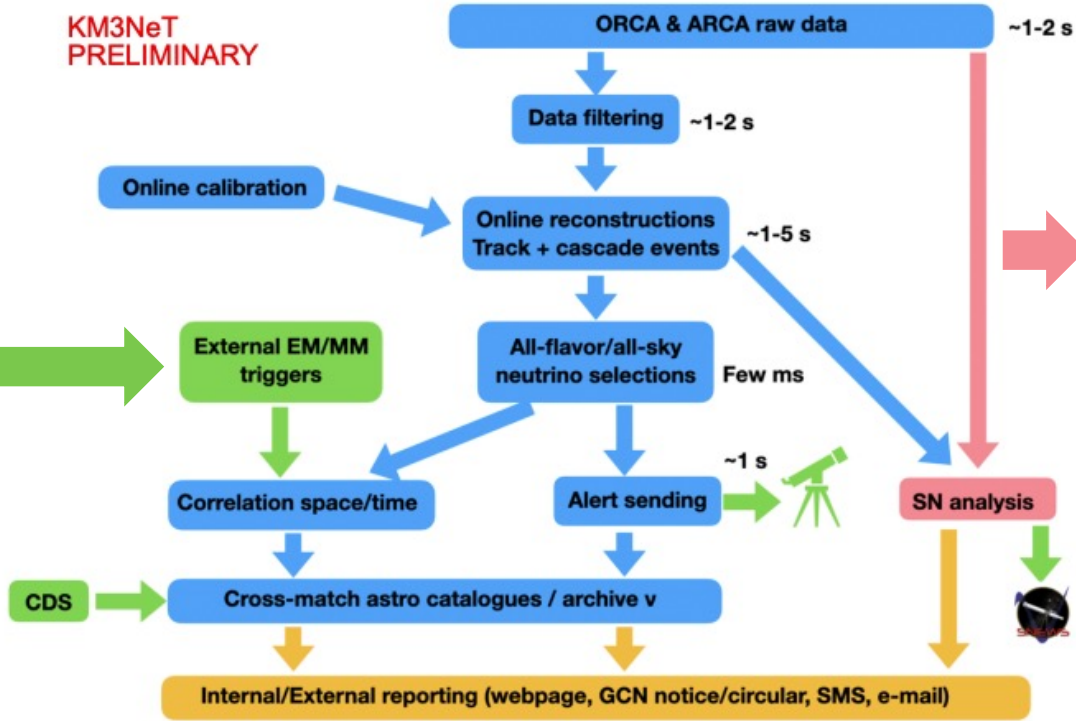 KM3NeT
PRELIMINARY
ORCA & ARCA raw data
~1-2 s
Data filtering
~1-2 s
Online calibration
Online reconstructions
Track + cascade events
~1-5 s
External EM/MM
triggers
All-flavor/all-sky
neutrino selections
Few ms
~1 s
Correlation space/time
Alert sending
SN analysis
CDS
Cross-match astro catalogues / archive ν
SNEWS
Internal/External reporting (webpage, GCN notice/circular, SMS, e-mail)